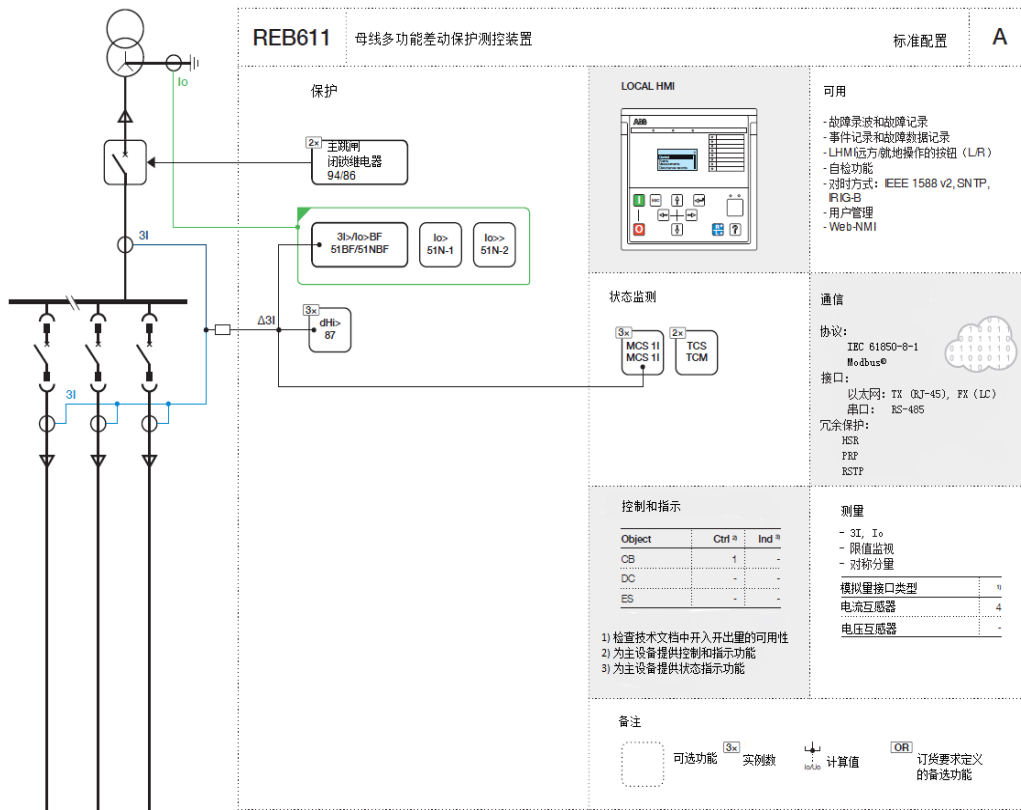 REB611 母线多功能差动保护测控装置 标准配置 A
Io
保护
2x
主跳闸
闭锁继电器
94/86
3I>/Io>BF
51BF/51NBF
Io>
51N-1
Io>>
51N-2
3I
Δ3I
3x
dHi>
87
3I
LOCAL HMI
ABB
ESC
L
R
?
可用
- 故障录波和故障记录
- 事件记录和故障数据记录
- LHMI远方/就地操作的按钮（L/R）
- 自检功能
- 对时方式：IEEE 1588 v2, SNTP,
IRIG-B
- 用户管理
- Web-NMI
状态监测
3x
MCS 1I
MCS 1I
2x
TCS
TCM
通信
协议：
IEC 61850-8-1
Modbus®
接口：
以太网：TX (RJ-45), FX (LC)
串口： RS-485
冗余保护：
HSR
PRP
RSTP
控制和指示
Object Ctrl 2) Ind 3)
CB 1 -
DC - -
ES - -
1) 检查技术文档中开入开出量的可用性
2) 为主设备提供控制和指示功能
3) 为主设备提供状态指示功能
测量
- 3I, Io
- 限值监视
- 对称分量
模拟量接口类型 1)
电流互感器 4
电压互感器 -
备注
可选功能
3x
实例数
Io/Uo
计算值
OR
订货要求定义
的备选功能